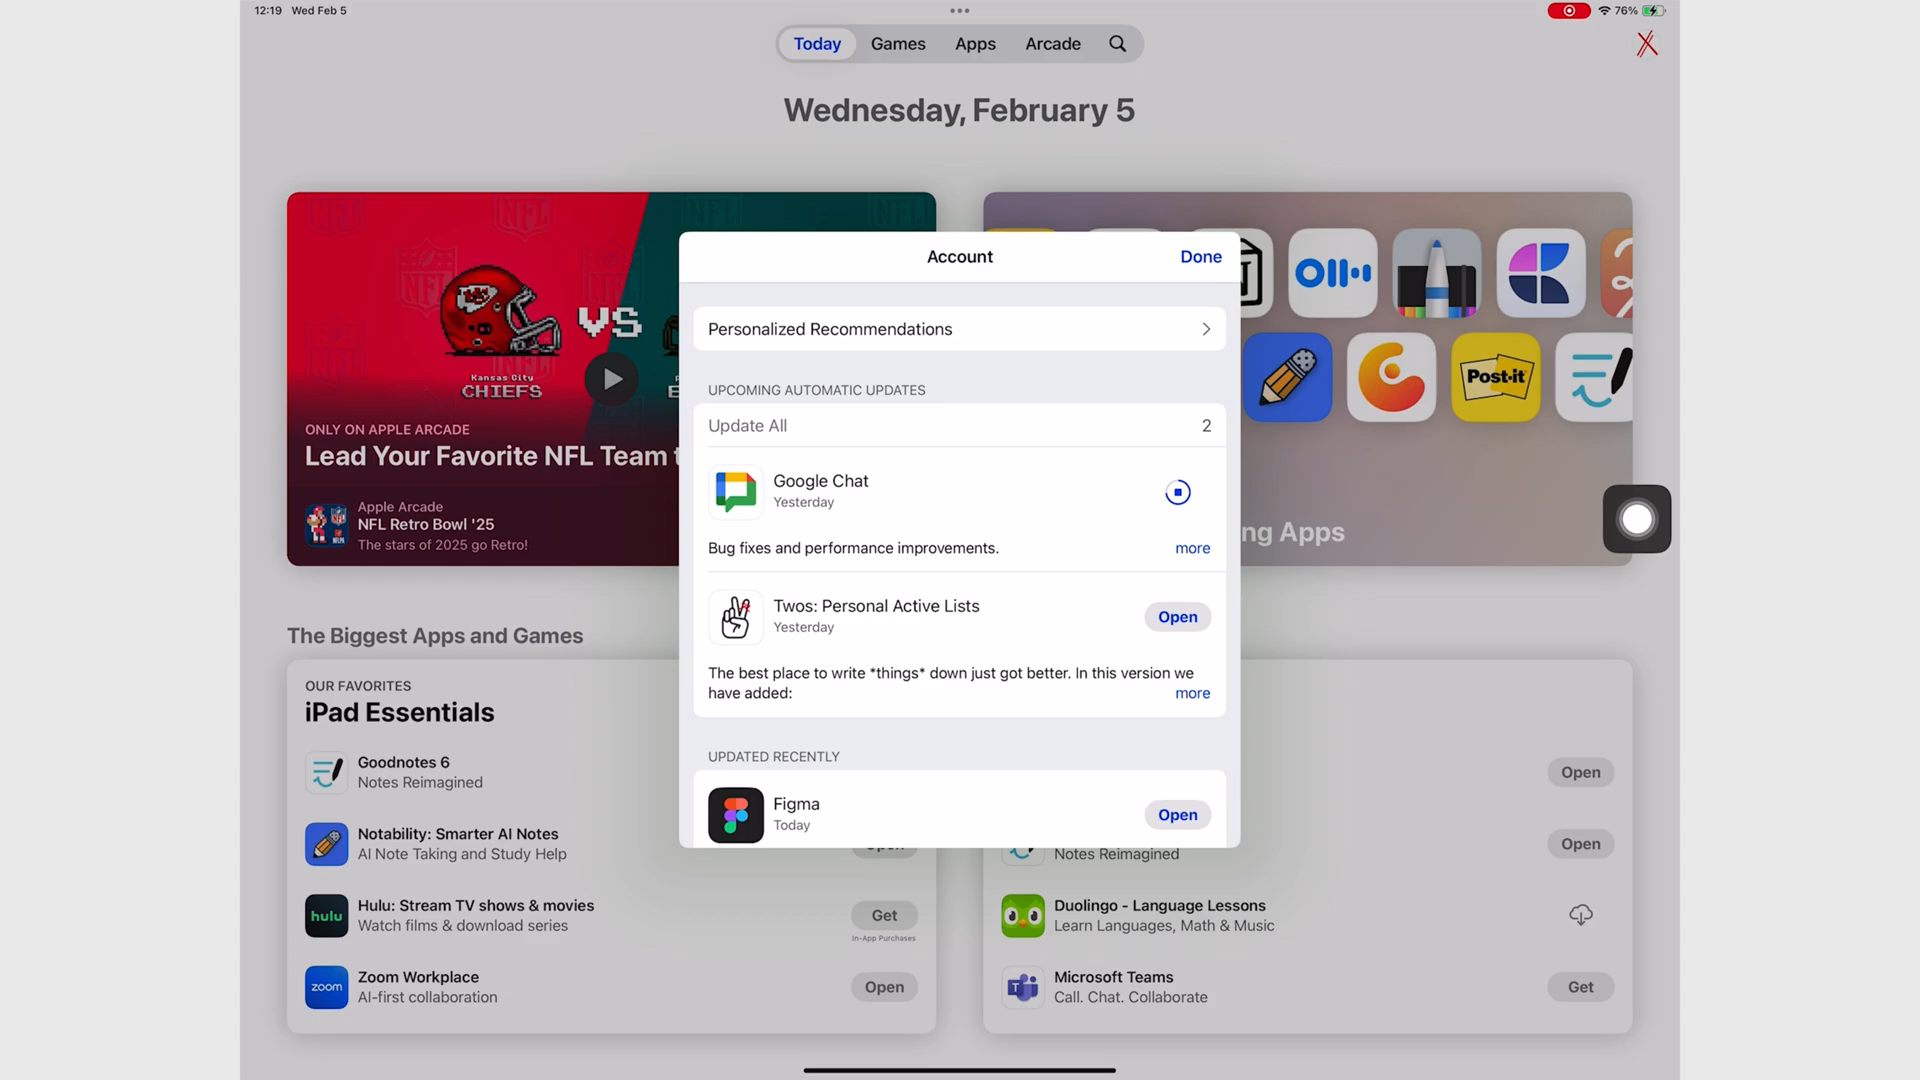 12:19 Wed Feb 5
76%
Today Games Apps Arcade
Wednesday, February 5
Kansas City
CHIEFS
VS
ONLY ON APPLE ARCADE
Lead Your Favorite NFL Team
Apple Arcade
NFL Retro Bowl '25
The stars of 2025 go Retro!
Post-it
ng Apps
Account
Done
Personalized Recommendations
UPCOMING AUTOMATIC UPDATES
Update All
2
Google Chat
Yesterday
Bug fixes and performance improvements.
more
Twos: Personal Active Lists
Yesterday
Open
The best place to write *things* down just got better. In this version we
have added:
more
UPDATED RECENTLY
Figma
Today
Open
The Biggest Apps and Games
OUR FAVORITES
iPad Essentials
Goodnotes 6
Notes Reimagined
Notability: Smarter AI Notes
AI Note Taking and Study Help
Open
hulu
Hulu: Stream TV shows & movies
Watch films & download series
Get
In-App Purchases
zoom
Zoom Workplace
AI-first collaboration
Open
Open
Notes Reimagined
Open
Duolingo - Language Lessons
Learn Languages, Math & Music
Microsoft Teams
Call. Chat. Collaborate
Get